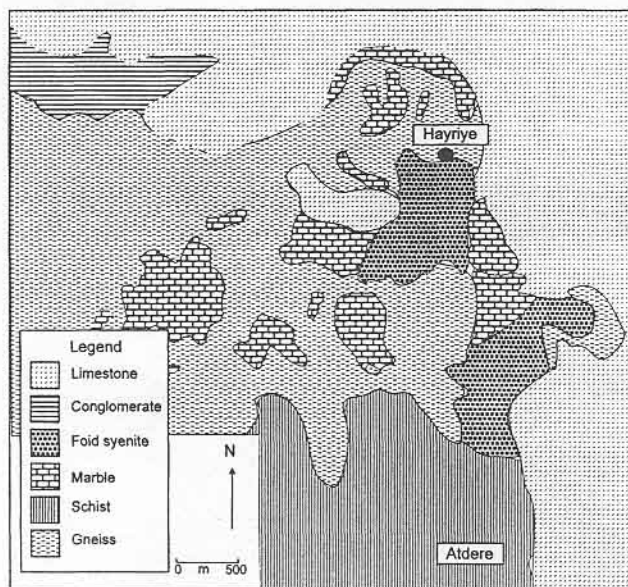 Hayriye
Legend
Limestone
Conglomerate
Foid syenite
Marble
Schist
Gneiss
N
0 m 500
Atdere